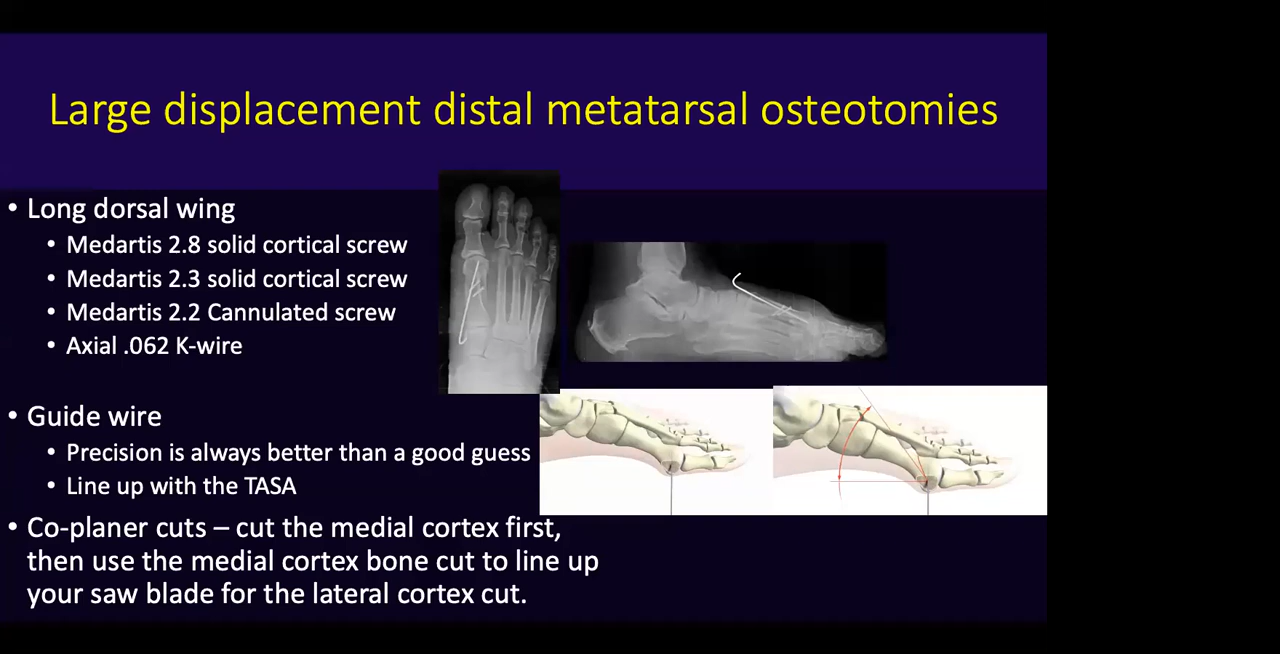 Large displacement distal metatarsal osteotomies
• Long dorsal wing
• Medartis 2.8 solid cortical screw
• Medartis 2.3 solid cortical screw
• Medartis 2.2 Cannulated screw
• Axial .062 K-wire
• Guide wire
• Precision is always better than a good guess
• Line up with the TASA
• Co-planer cuts – cut the medial cortex first,
then use the medial cortex bone cut to line up
your saw blade for the lateral cortex cut.